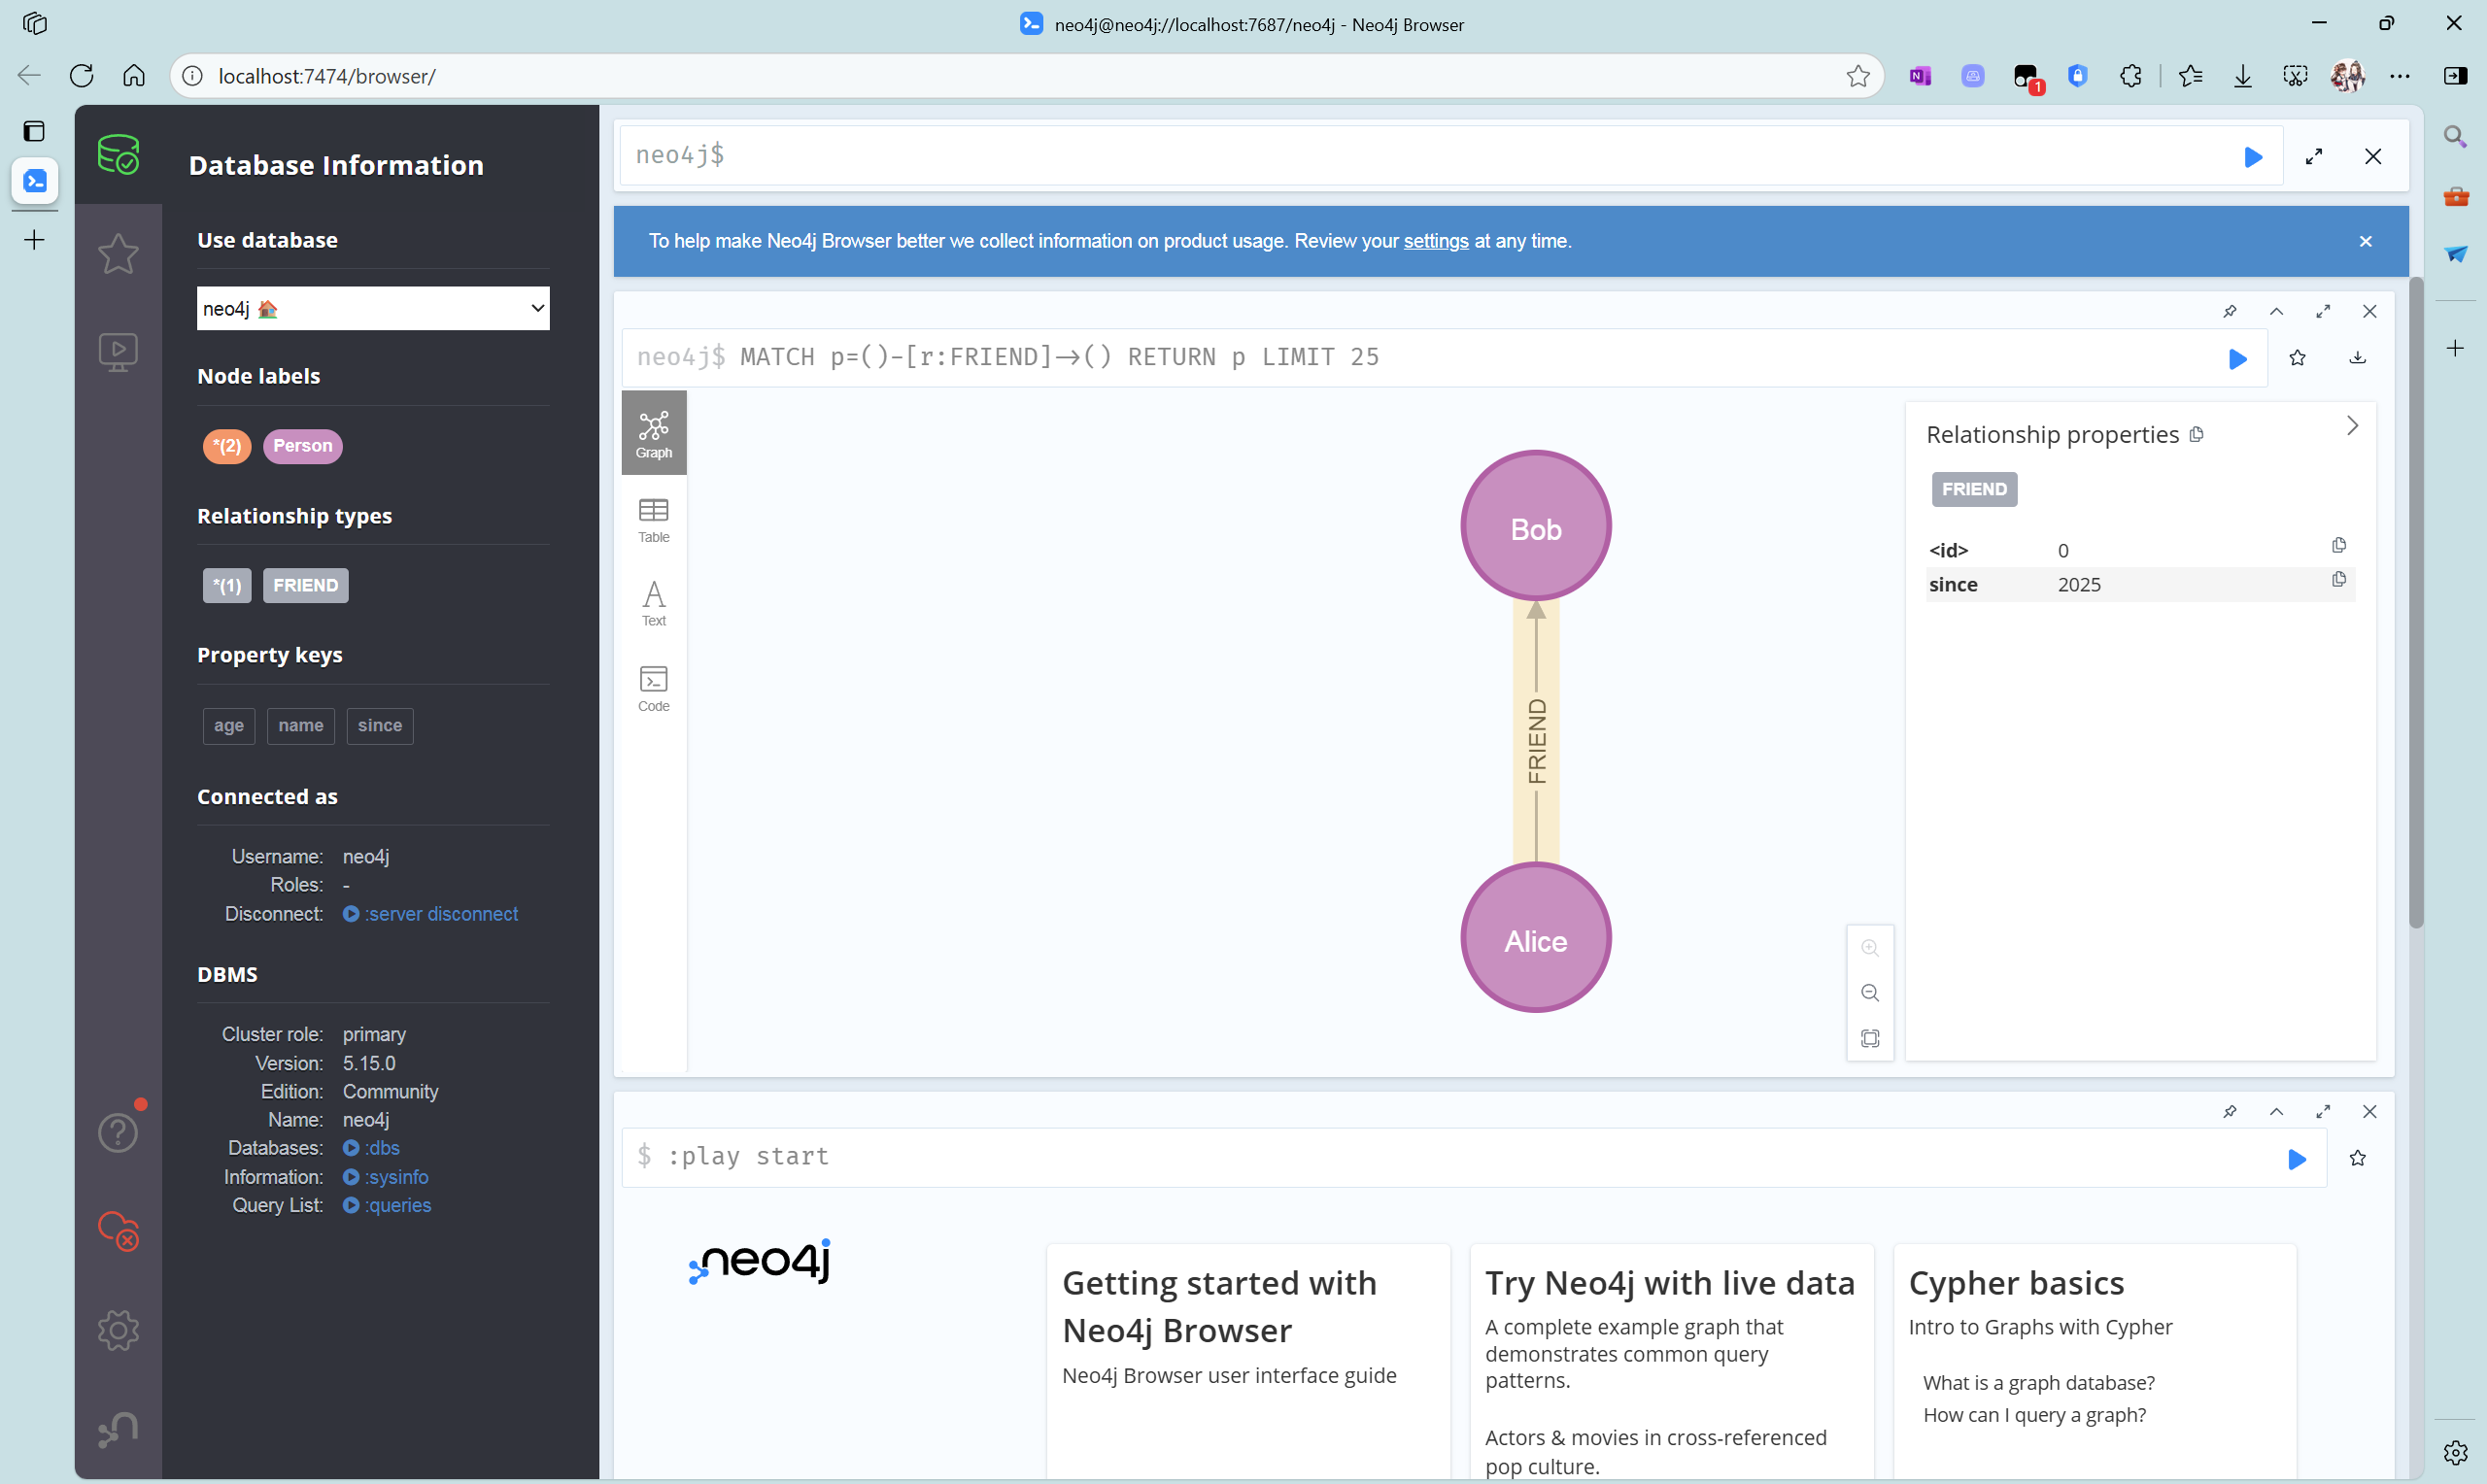 neo4j@neo4j://localhost:7687/neo4j - Neo4j Browser
localhost:7474/browser/
1
Database Information
Use database
neo4j
Node labels
*(2) Person
Relationship types
*(1) FRIEND
Property keys
age name since
Connected as
Username: neo4j
Roles: -
Disconnect: :server disconnect
DBMS
Cluster role: primary
Version: 5.15.0
Edition: Community
Name: neo4j
Databases: :dbs
Information: :sysinfo
Query List: :queries
neo4j$
To help make Neo4j Browser better we collect information on product usage. Review your settings at any time.
neo4j$ MATCH p=()-[r:FRIEND]->() RETURN p LIMIT 25
Graph
Table
Text
Code
Bob
FRIEND
Alice
Relationship properties
FRIEND
<id> 0
since 2025
$ :play start
neo4j
Getting started with
Neo4j Browser
Neo4j Browser user interface guide
Try Neo4j with live data
A complete example graph that
demonstrates common query
patterns.
Actors & movies in cross-referenced
pop culture.
Cypher basics
Intro to Graphs with Cypher
What is a graph database?
How can I query a graph?